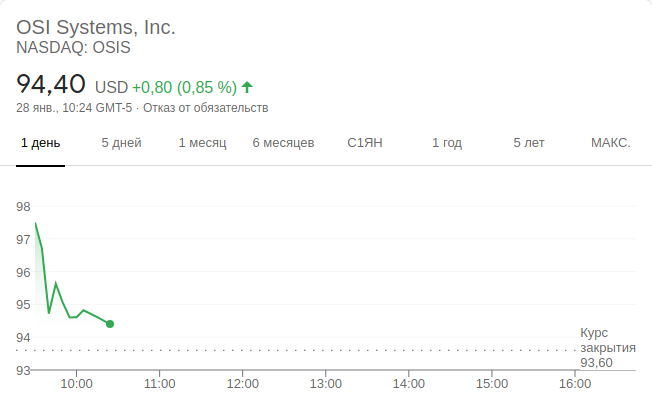 OSI Systems, Inc.
NASDAQ: OSIS
94,40 USD +0,80 (0,85 %)
28 янв., 10:24 GMT-5 · Отказ от обязательств
1 день 5 дней 1 месяц 6 месяцев С1ЯН 1 год 5 лет МАКС.
98
97
96
95
94
Курс
закрытия
93,60
93
10:00 11:00 12:00 13:00 14:00 15:00 16:00